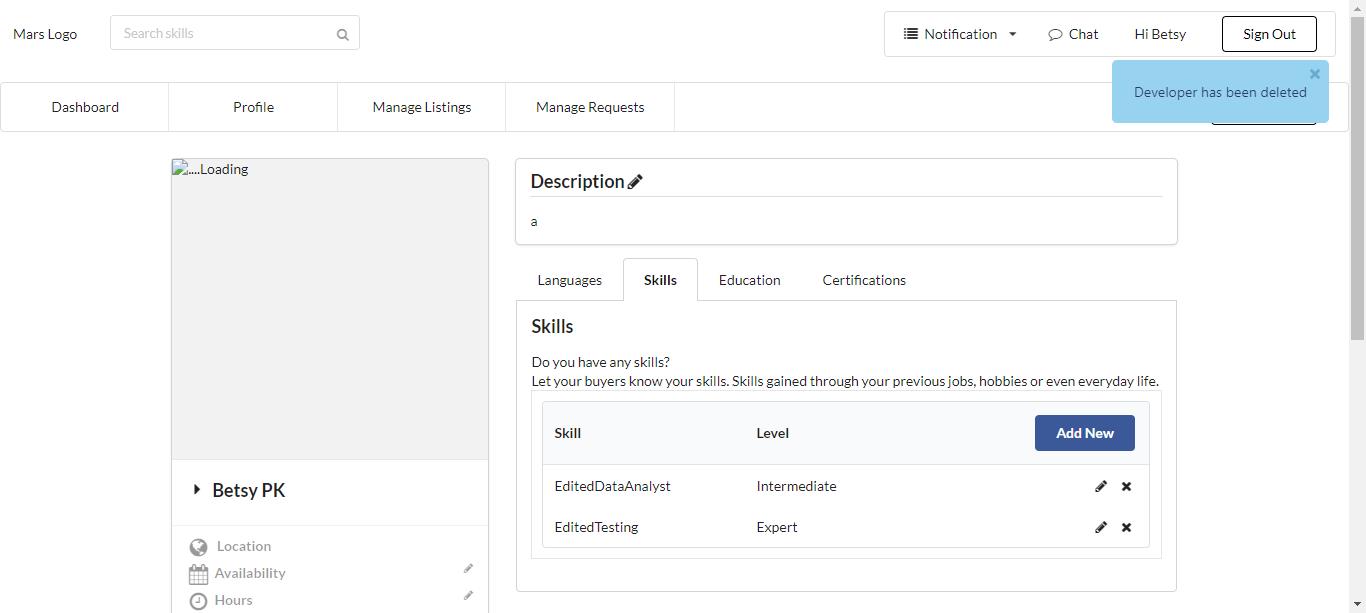 Mars Logo
Search skills
Notification
Chat
Hi Betsy
Sign Out
Developer has been deleted
Dashboard
Profile
Manage Listings
Manage Requests
....Loading
Description
a
Languages
Skills
Education
Certifications
Skills
Do you have any skills?
Let your buyers know your skills. Skills gained through your previous jobs, hobbies or even everyday life.
Skill Level Add New
EditedDataAnalyst Intermediate
EditedTesting Expert
Betsy PK
Location
Availability
Hours